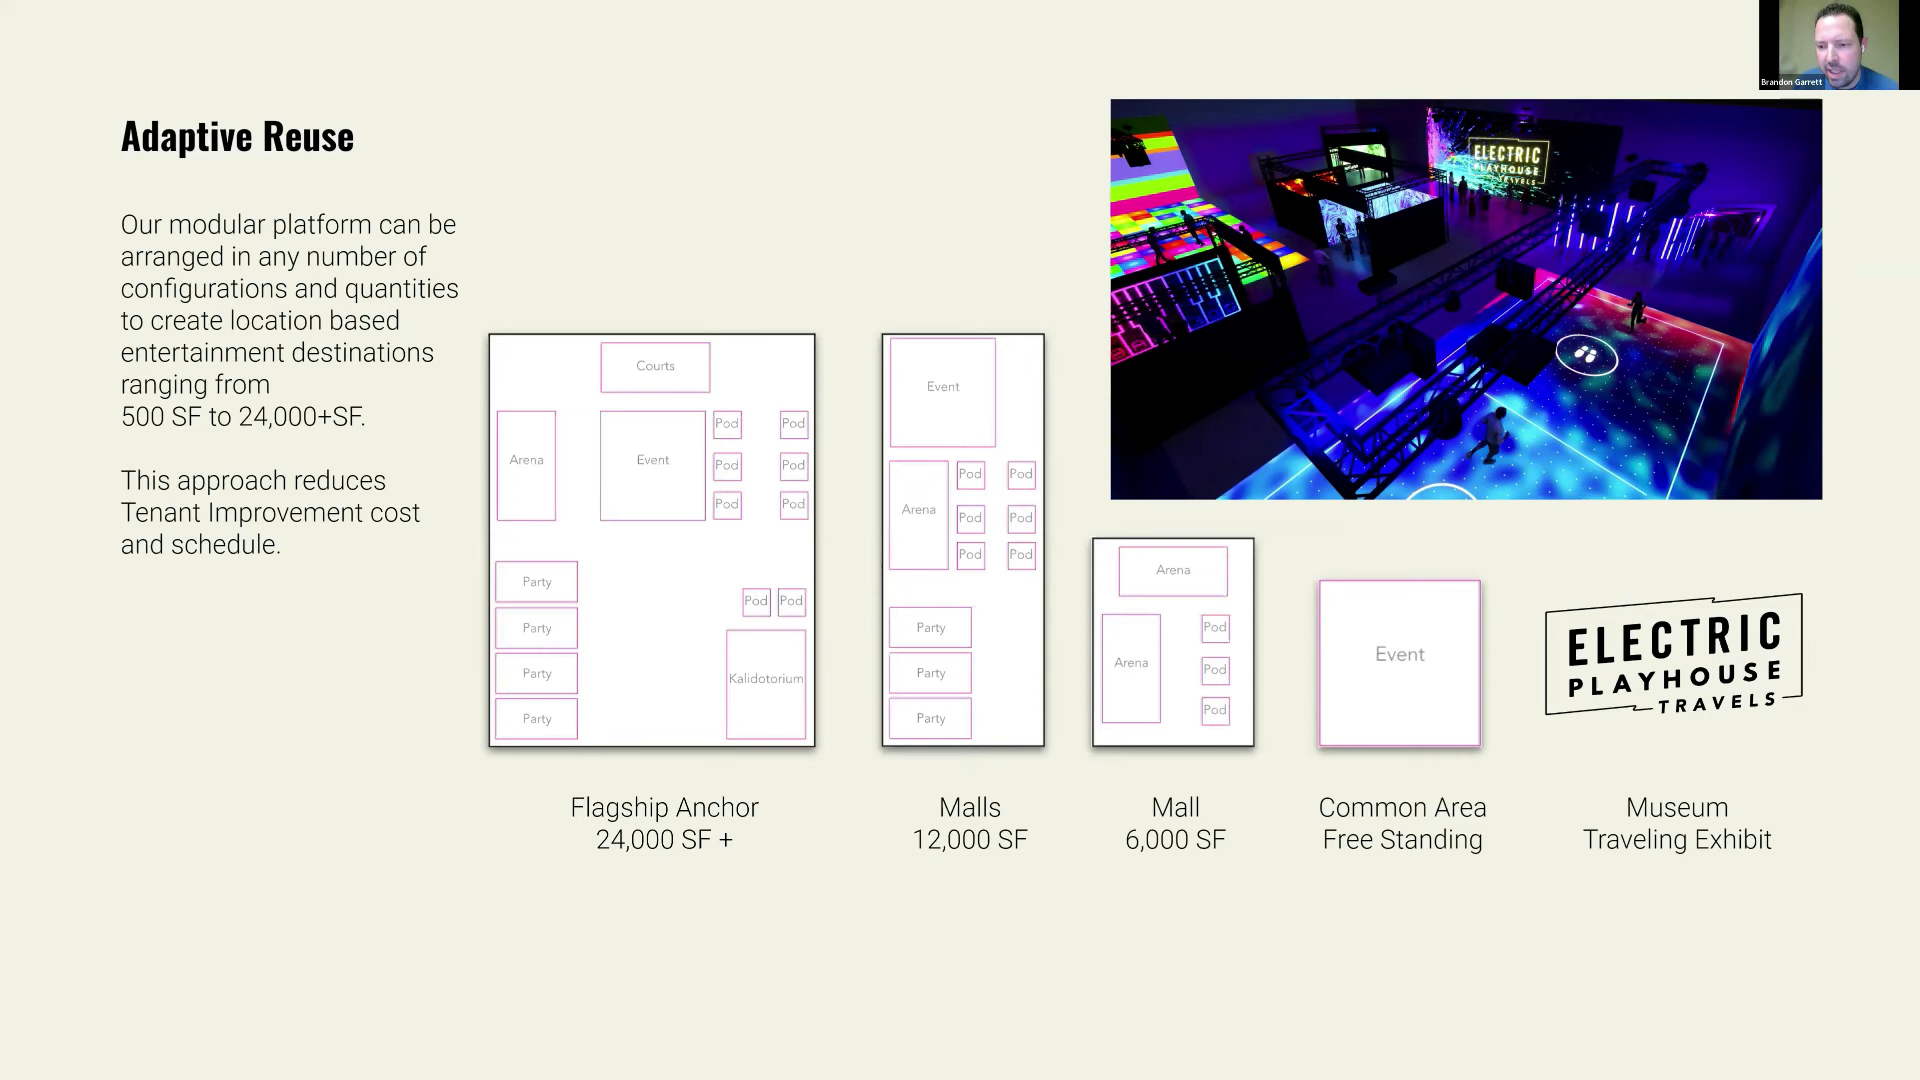 Brandon Garrett
Adaptive Reuse
Our modular platform can be
arranged in any number of
configurations and quantities
to create location based
entertainment destinations
ranging from
500 SF to 24,000+SF.
This approach reduces
Tenant Improvement cost
and schedule.
ELECTRIC
PLAYHOUSE
TRAVELS
Courts
Arena
Event
Pod
Pod
Pod
Pod
Pod
Pod
Party
Party
Party
Party
Pod
Pod
Kalidotorium
Flagship Anchor
24,000 SF +
Event
Arena
Pod
Pod
Pod
Pod
Pod
Pod
Party
Party
Party
Malls
12,000 SF
Arena
Arena
Pod
Pod
Pod
Mall
6,000 SF
Event
Common Area
Free Standing
ELECTRIC
PLAYHOUSE
TRAVELS
Museum
Traveling Exhibit